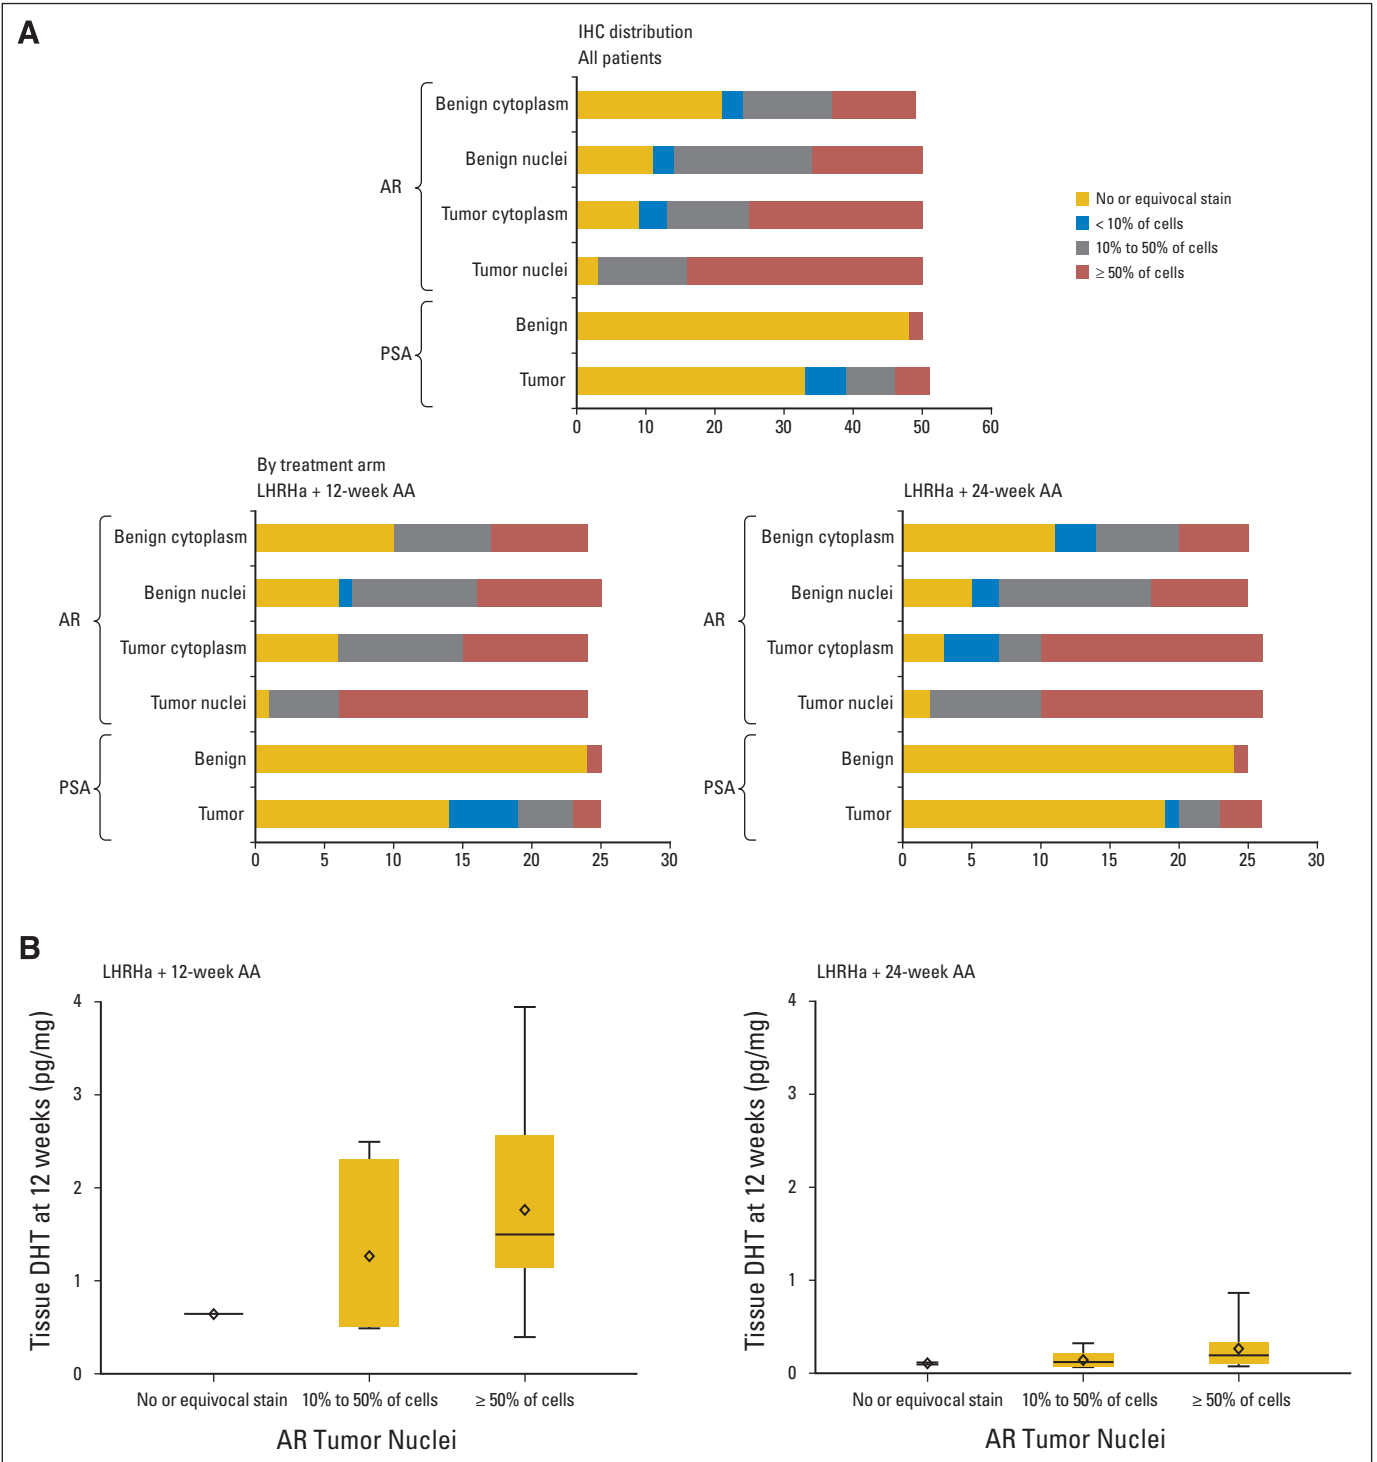 A
IHC distribution
All patients
AR
Benign cytoplasm
Benign nuclei
Tumor cytoplasm
Tumor nuclei
PSA
Benign
Tumor
0 10 20 30 40 50 60
No or equivocal stain
< 10% of cells
10% to 50% of cells
≥ 50% of cells
By treatment arm
LHRHa + 12-week AA
AR
Benign cytoplasm
Benign nuclei
Tumor cytoplasm
Tumor nuclei
PSA
Benign
Tumor
0 5 10 15 20 25 30
LHRHa + 24-week AA
AR
Benign cytoplasm
Benign nuclei
Tumor cytoplasm
Tumor nuclei
PSA
Benign
Tumor
0 5 10 15 20 25 30
B
LHRHa + 12-week AA
Tissue DHT at 12 weeks (pg/mg)
4
3
2
1
0
No or equivocal stain 10% to 50% of cells ≥ 50% of cells
AR Tumor Nuclei
LHRHa + 24-week AA
Tissue DHT at 12 weeks (pg/mg)
4
3
2
1
0
No or equivocal stain 10% to 50% of cells ≥ 50% of cells
AR Tumor Nuclei